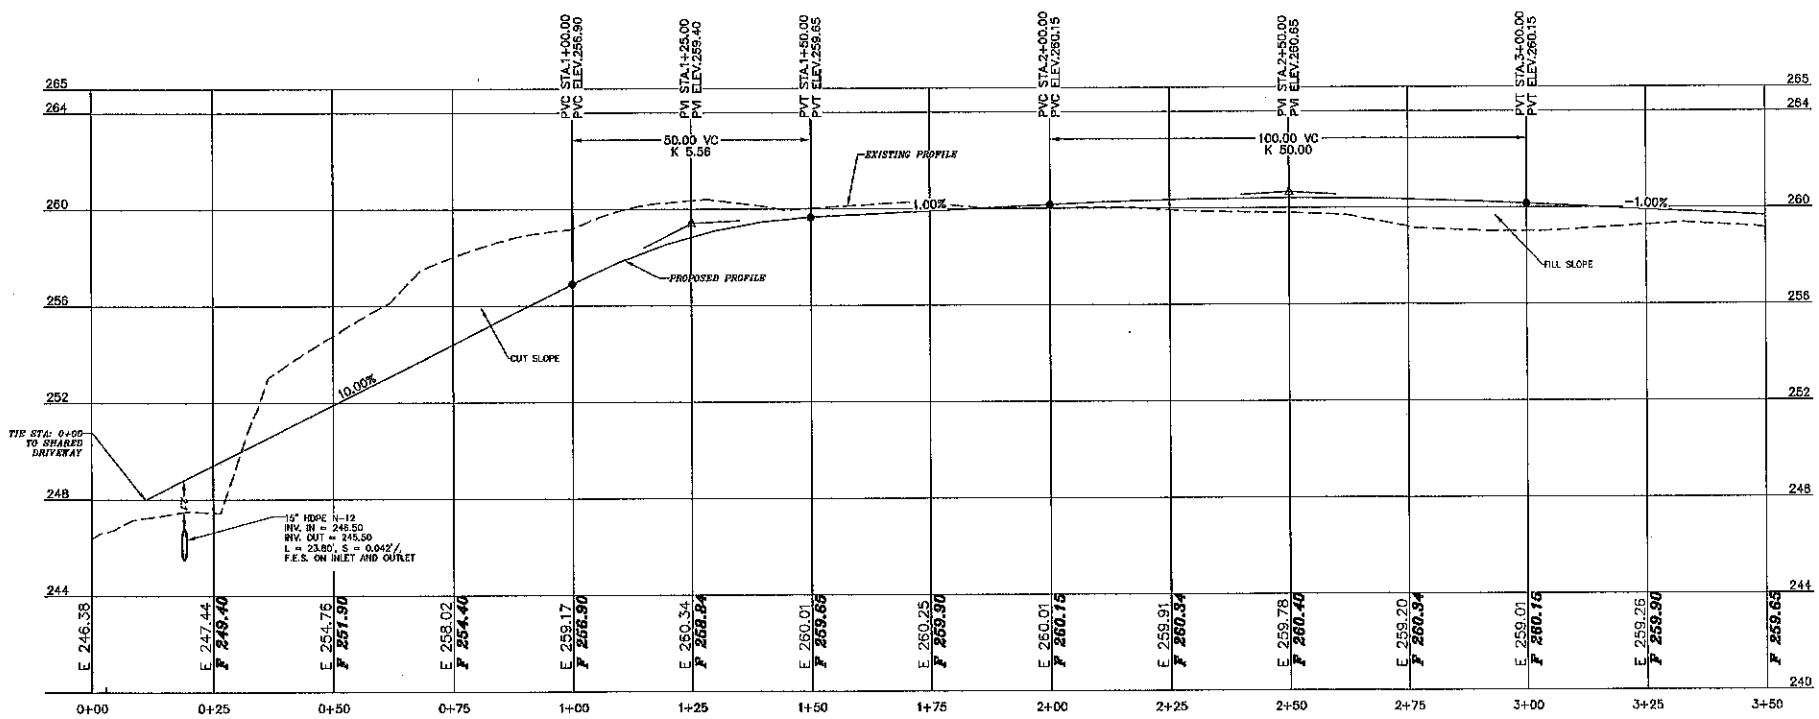 PVC STA.1+00.00
PVC ELEV.256.90
PVI STA.1+25.00
PVI ELEV.259.40
PVT STA.1+50.00
PVT ELEV.259.65
PVC STA.2+00.00
PVC ELEV.260.15
PVI STA.2+50.00
PVI ELEV.260.65
PVT STA.3+00.00
PVT ELEV.260.15
265
265
264
264
50.00 VC
K 5.56
100.00 VC
K 50.00
EXISTING PROFILE
260
1.00%
-1.00%
260
PROPOSED PROFILE
FILL SLOPE
256
256
CUT SLOPE
10.00%
252
252
TIE STA: 0+00
TO SHARED
DRIVEWAY
248
248
15" HDPE N-12
INV. IN = 246.50
INV. OUT = 245.50
L = 23.80', S = 0.042'/,
F.E.S. ON INLET AND OUTLET
244
244
E 246.38
E 247.44
F 249.40
E 254.76
F 251.90
E 258.02
F 254.40
E 259.17
F 256.90
E 260.34
F 258.84
E 260.01
F 259.65
E 260.25
F 259.90
E 260.01
F 260.15
E 259.91
F 260.34
E 259.78
F 260.40
E 259.20
F 260.34
E 259.01
F 260.15
E 259.26
F 259.90
F 259.65
240
0+00
0+25
0+50
0+75
1+00
1+25
1+50
1+75
2+00
2+25
2+50
2+75
3+00
3+25
3+50